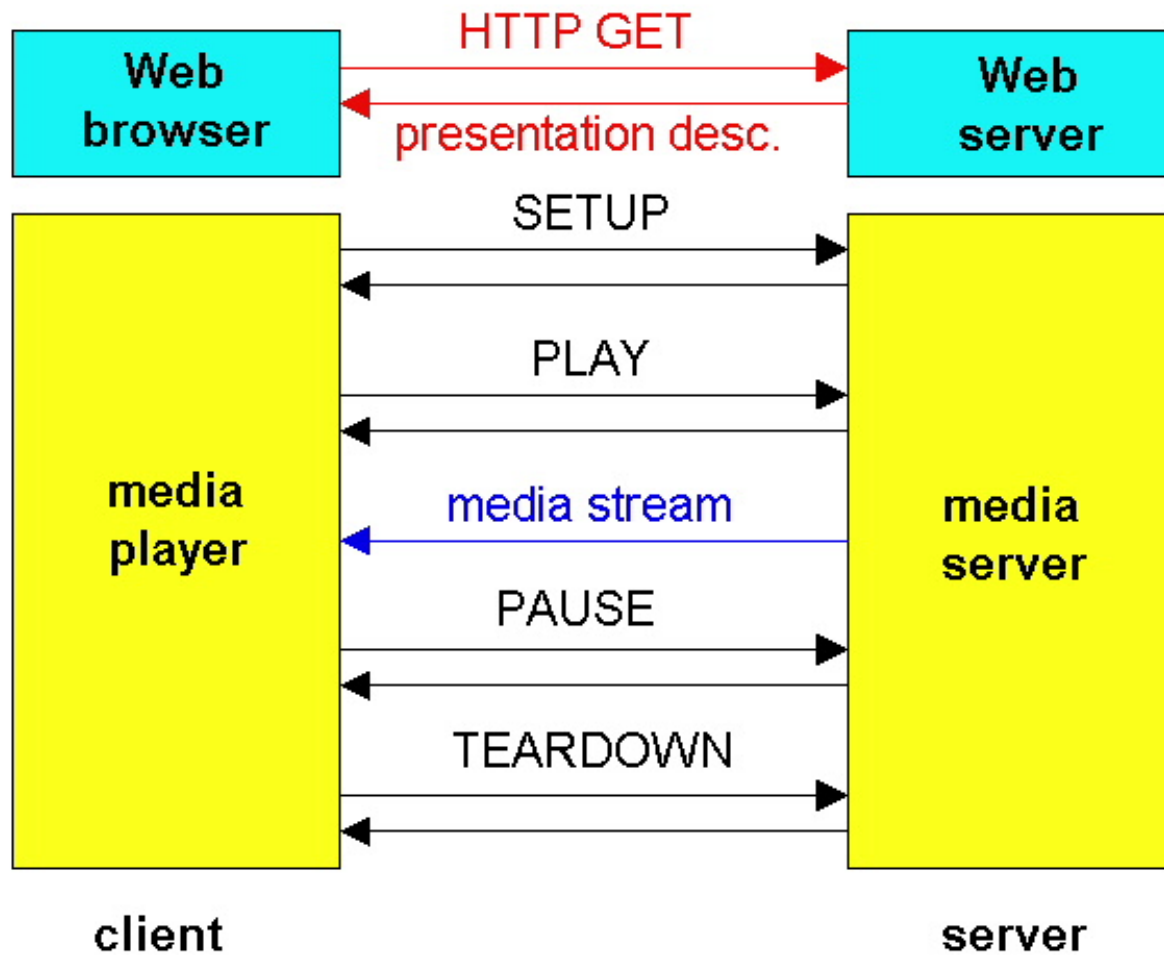 HTTP GET
Web
browser
Web
server
presentation desc.
SETUP
PLAY
media
player
media stream
media
server
PAUSE
TEARDOWN
client
server